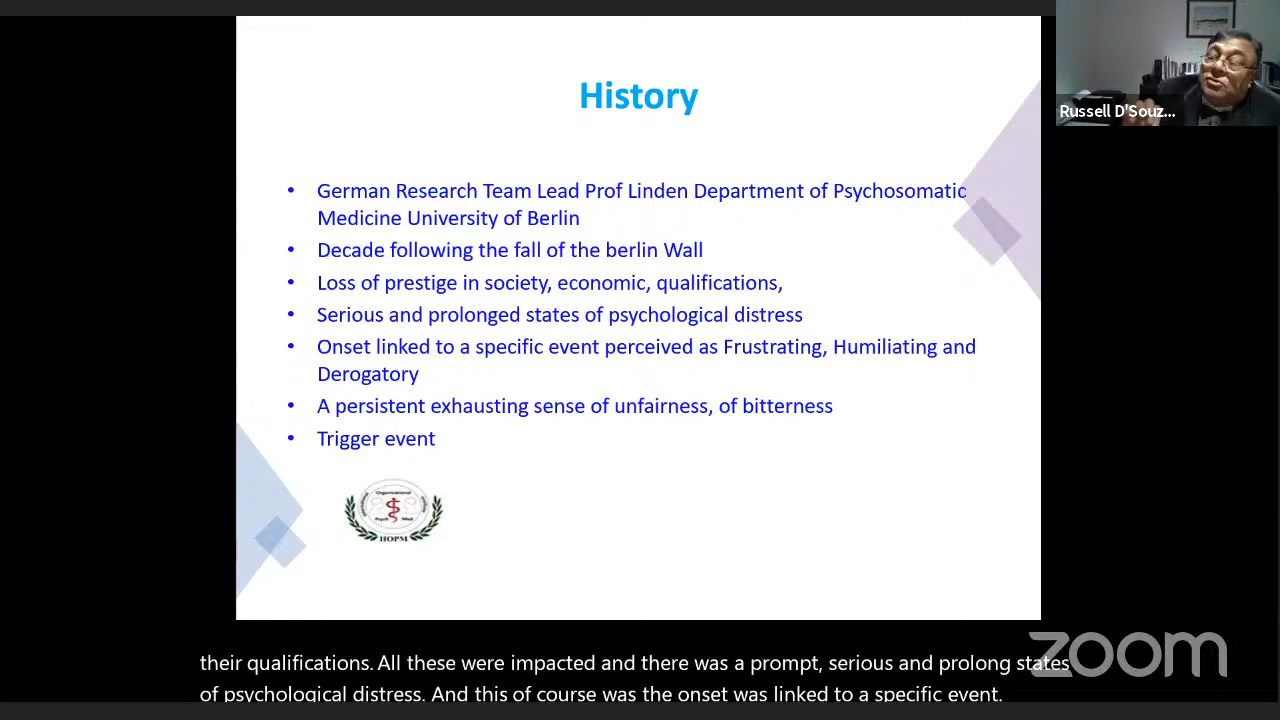 History
• German Research Team Lead Prof Linden Department of Psychosomatic
Medicine University of Berlin
• Decade following the fall of the berlin Wall
• Loss of prestige in society, economic, qualifications,
• Serious and prolonged states of psychological distress
• Onset linked to a specific event perceived as Frustrating, Humiliating and
Derogatory
• A persistent exhausting sense of unfairness, of bitterness
• Trigger event
Organizational
Psych Med
IIOPM
Russell D'Souz...
their qualifications. All these were impacted and there was a prompt, serious and prolong states
of psychological distress. And this of course was the onset was linked to a specific event.
zoom